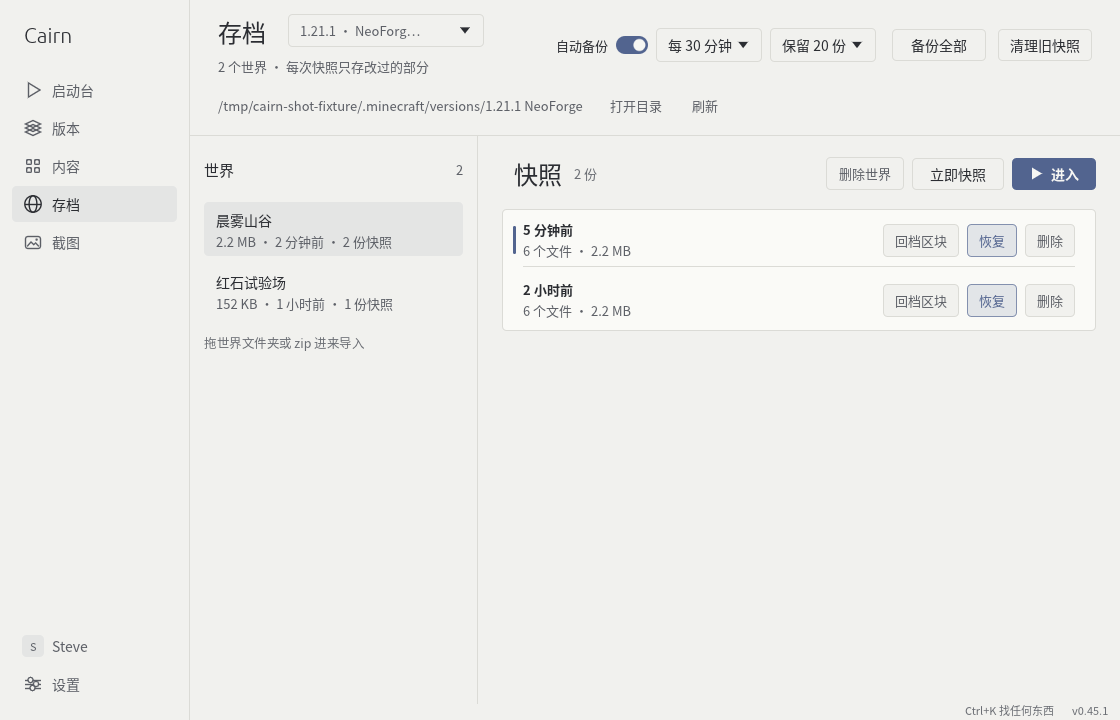 Cairn
启动台
版本
内容
存档
截图
Steve
S
设置
存档
1.21.1 · NeoForg…
2 个世界 · 每次快照只存改过的部分
自动备份
每 30 分钟
保留 20 份
备份全部
清理旧快照
/tmp/cairn-shot-fixture/.minecraft/versions/1.21.1 NeoForge
打开目录
刷新
世界
2
晨雾山谷
2.2 MB · 2 分钟前 · 2 份快照
红石试验场
152 KB · 1 小时前 · 1 份快照
拖世界文件夹或 zip 进来导入
快照
2 份
删除世界
立即快照
进入
5 分钟前
6 个文件 · 2.2 MB
回档区块
恢复
删除
2 小时前
6 个文件 · 2.2 MB
回档区块
恢复
删除
Ctrl+K 找任何东西
v0.45.1